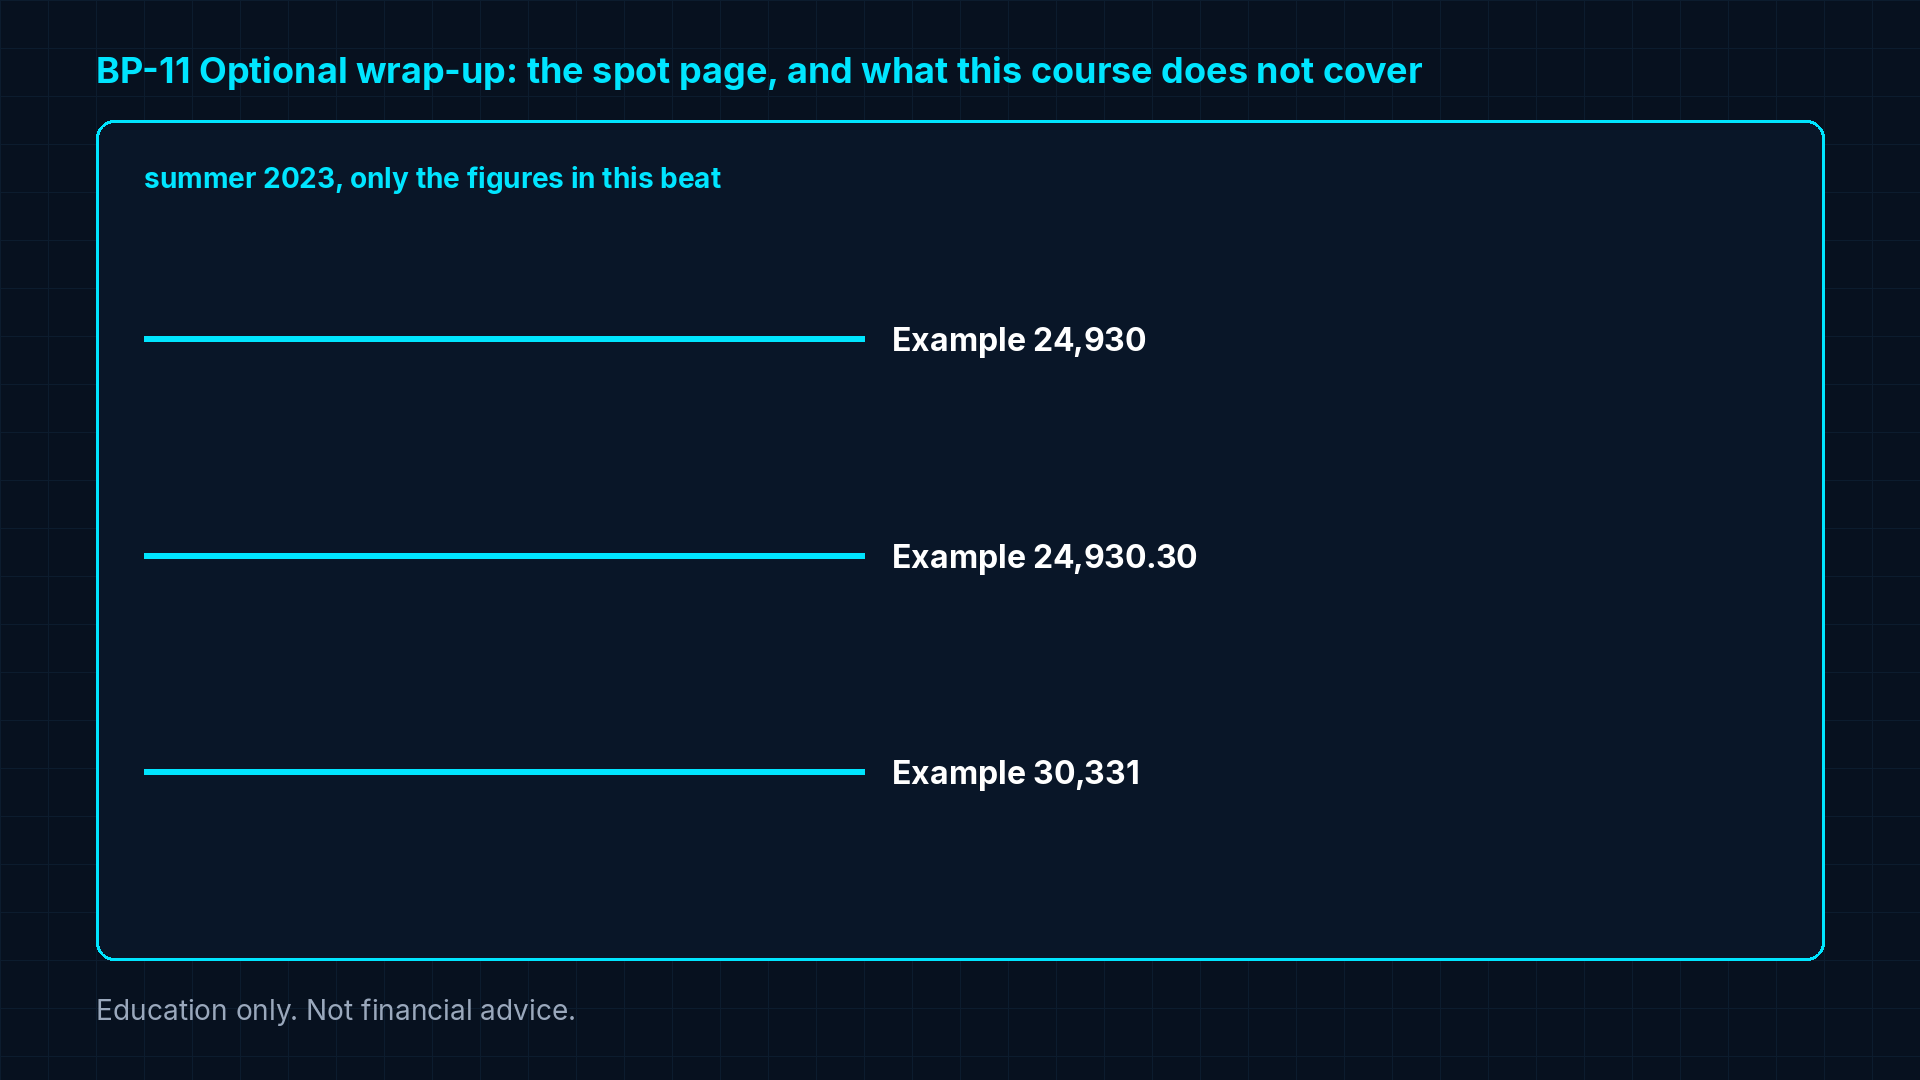 BP-11 Optional wrap-up: the spot page, and what this course does not cover
summer 2023, only the figures in this beat
Example 24,930
Example 24,930.30
Example 30,331
Education only. Not financial advice.